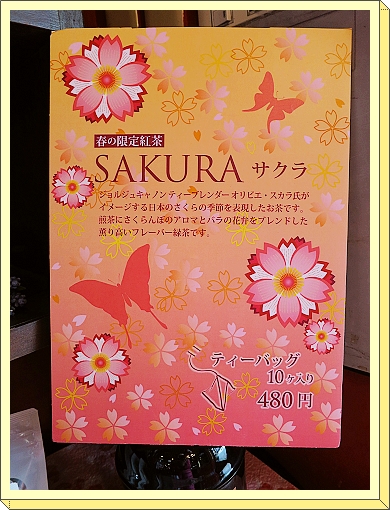 春の限定紅茶
SAKURA サクラ
ジョルジュキャノンティーブレンダー オリビエ・スカラ氏が
イメージする日本のさくらの季節を表現したお茶です。
煎茶にさくらんぼのアロマとバラの花弁をブレンドした
薫り高いフレーバー緑茶です。
ティーバッグ
10ヶ入り
480円